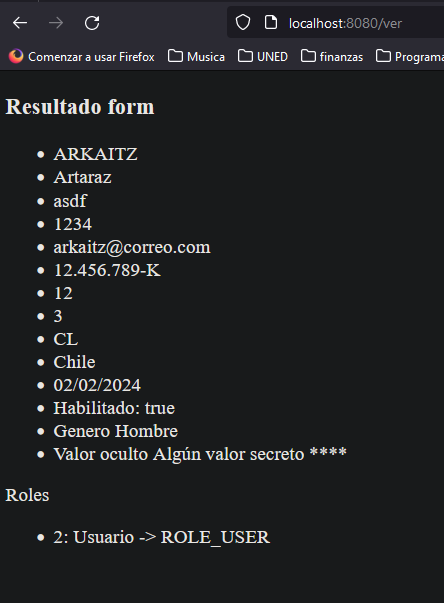 localhost:8080/ver
Comenzar a usar Firefox Musica UNED finanzas Programa
Resultado form
ARKAITZ
Artaraz
asdf
1234
arkaitz@correo.com
12.456.789-K
12
3
CL
Chile
02/02/2024
Habilitado: true
Genero Hombre
Valor oculto Algún valor secreto ****
Roles
2: Usuario -> ROLE_USER